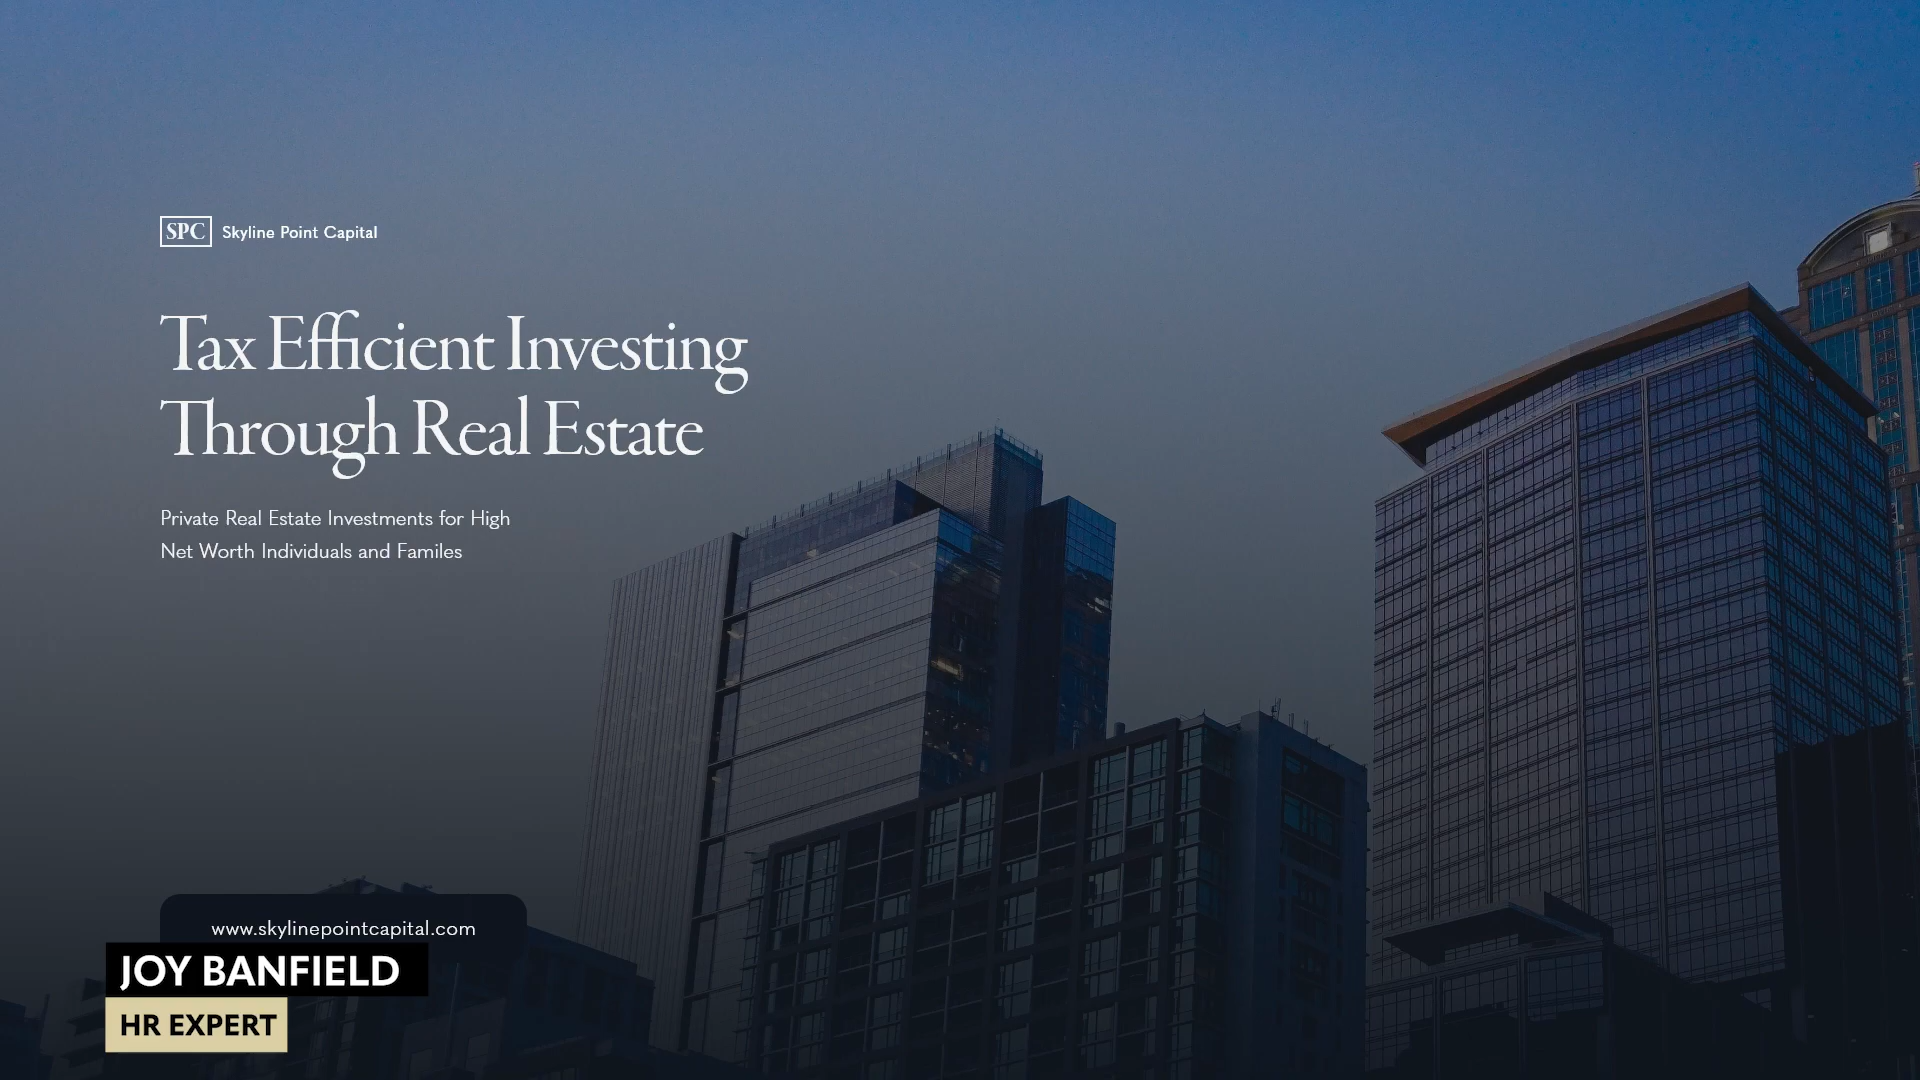 SPC Skyline Point Capital
Tax Efficient Investing
Through Real Estate
Private Real Estate Investments for High
Net Worth Individuals and Familes
www.skylinepointcapital.com
JOY BANFIELD
HR EXPERT